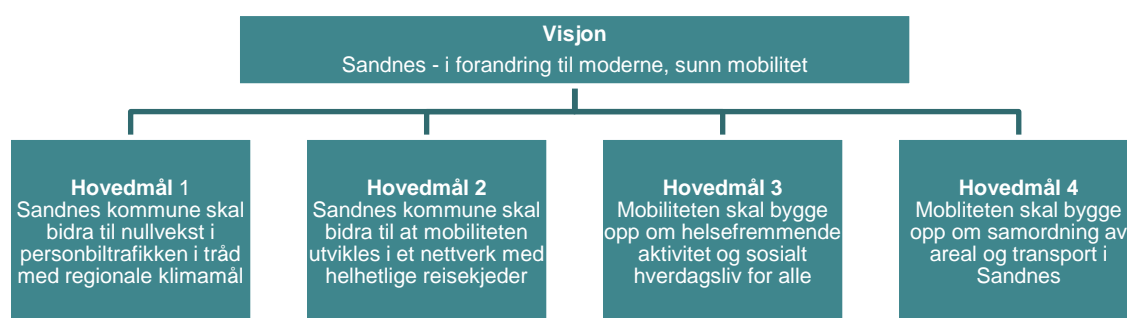 Visjon
Sandnes - i forandring til moderne, sunn mobilitet
Hovedmål 1
Sandnes kommune skal
bidra til nullvekst i
personbiltrafikken i tråd
med regionale klimamål
Hovedmål 2
Sandnes kommune skal
bidra til at mobiliteten
utvikles i et nettverk med
helhetlige reisekjeder
Hovedmål 3
Mobiliteten skal bygge
opp om helsefremmende
aktivitet og sosialt
hverdagsliv for alle
Hovedmål 4
Mobliteten skal bygge
opp om samordning av
areal og transport i
Sandnes